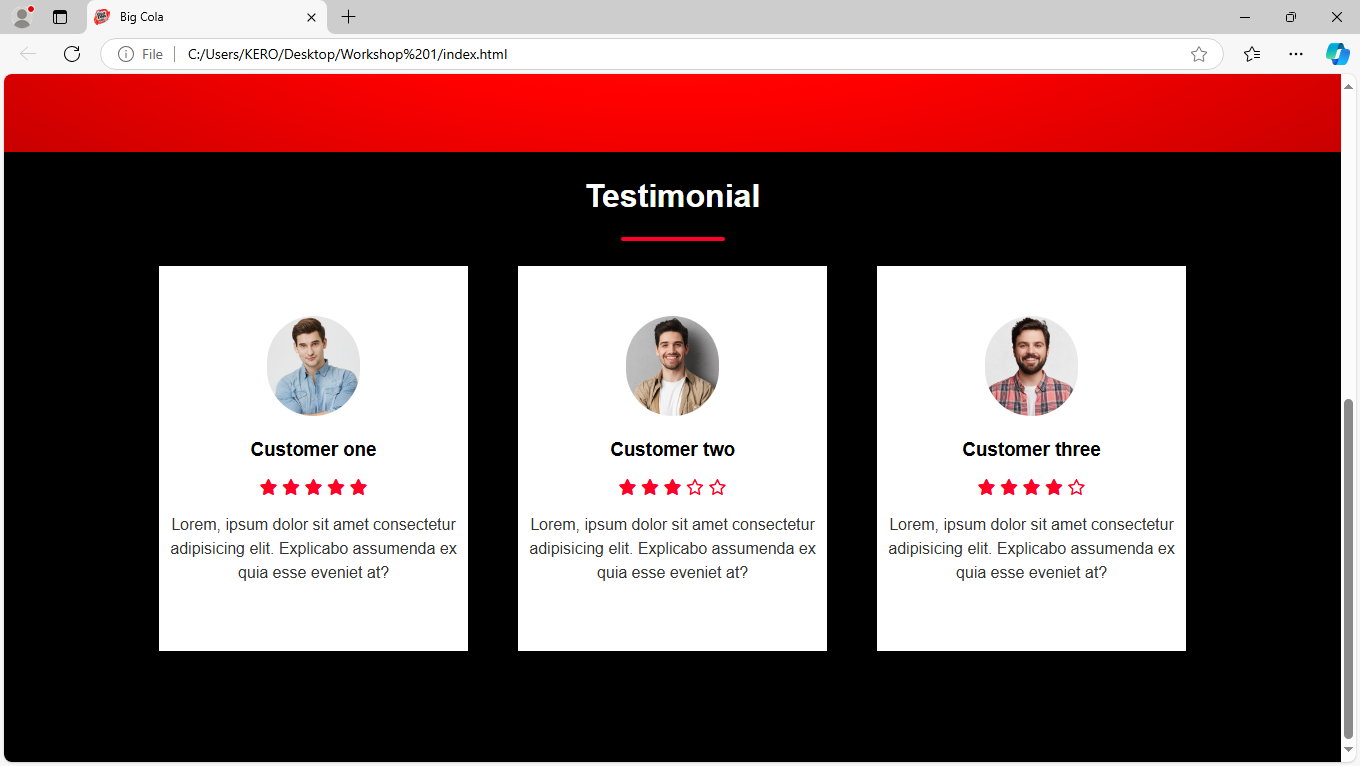 Big Cola
File
C:/Users/KERO/Desktop/Workshop%201/index.html
Testimonial
Customer one
Lorem, ipsum dolor sit amet consectetur
adipisicing elit. Explicabo assumenda ex
quia esse eveniet at?
Customer two
Lorem, ipsum dolor sit amet consectetur
adipisicing elit. Explicabo assumenda ex
quia esse eveniet at?
Customer three
Lorem, ipsum dolor sit amet consectetur
adipisicing elit. Explicabo assumenda ex
quia esse eveniet at?